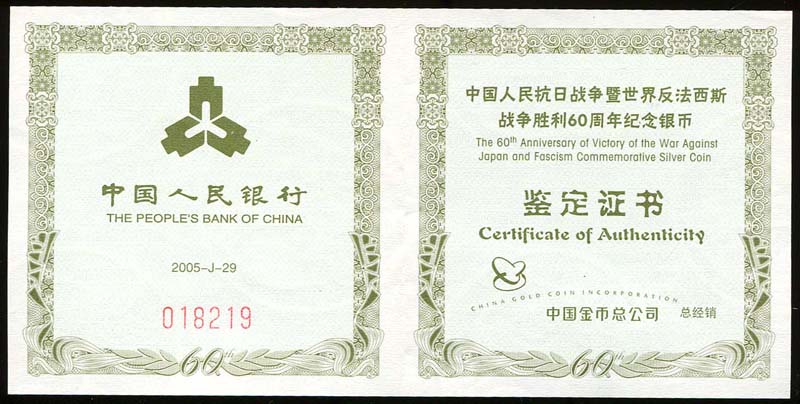 中国人民银行
THE PEOPLE'S BANK OF CHINA
2005-J-29
018219
60th
中国人民抗日战争暨世界反法西斯
战争胜利60周年纪念银币
The 60th Anniversary of Victory of the War Against
Japan and Fascism Commemorative Silver Coin
鉴定证书
Certificate of Authenticity
CHINA GOLD COIN INCORPORATION
中国金币总公司 总经销
60th